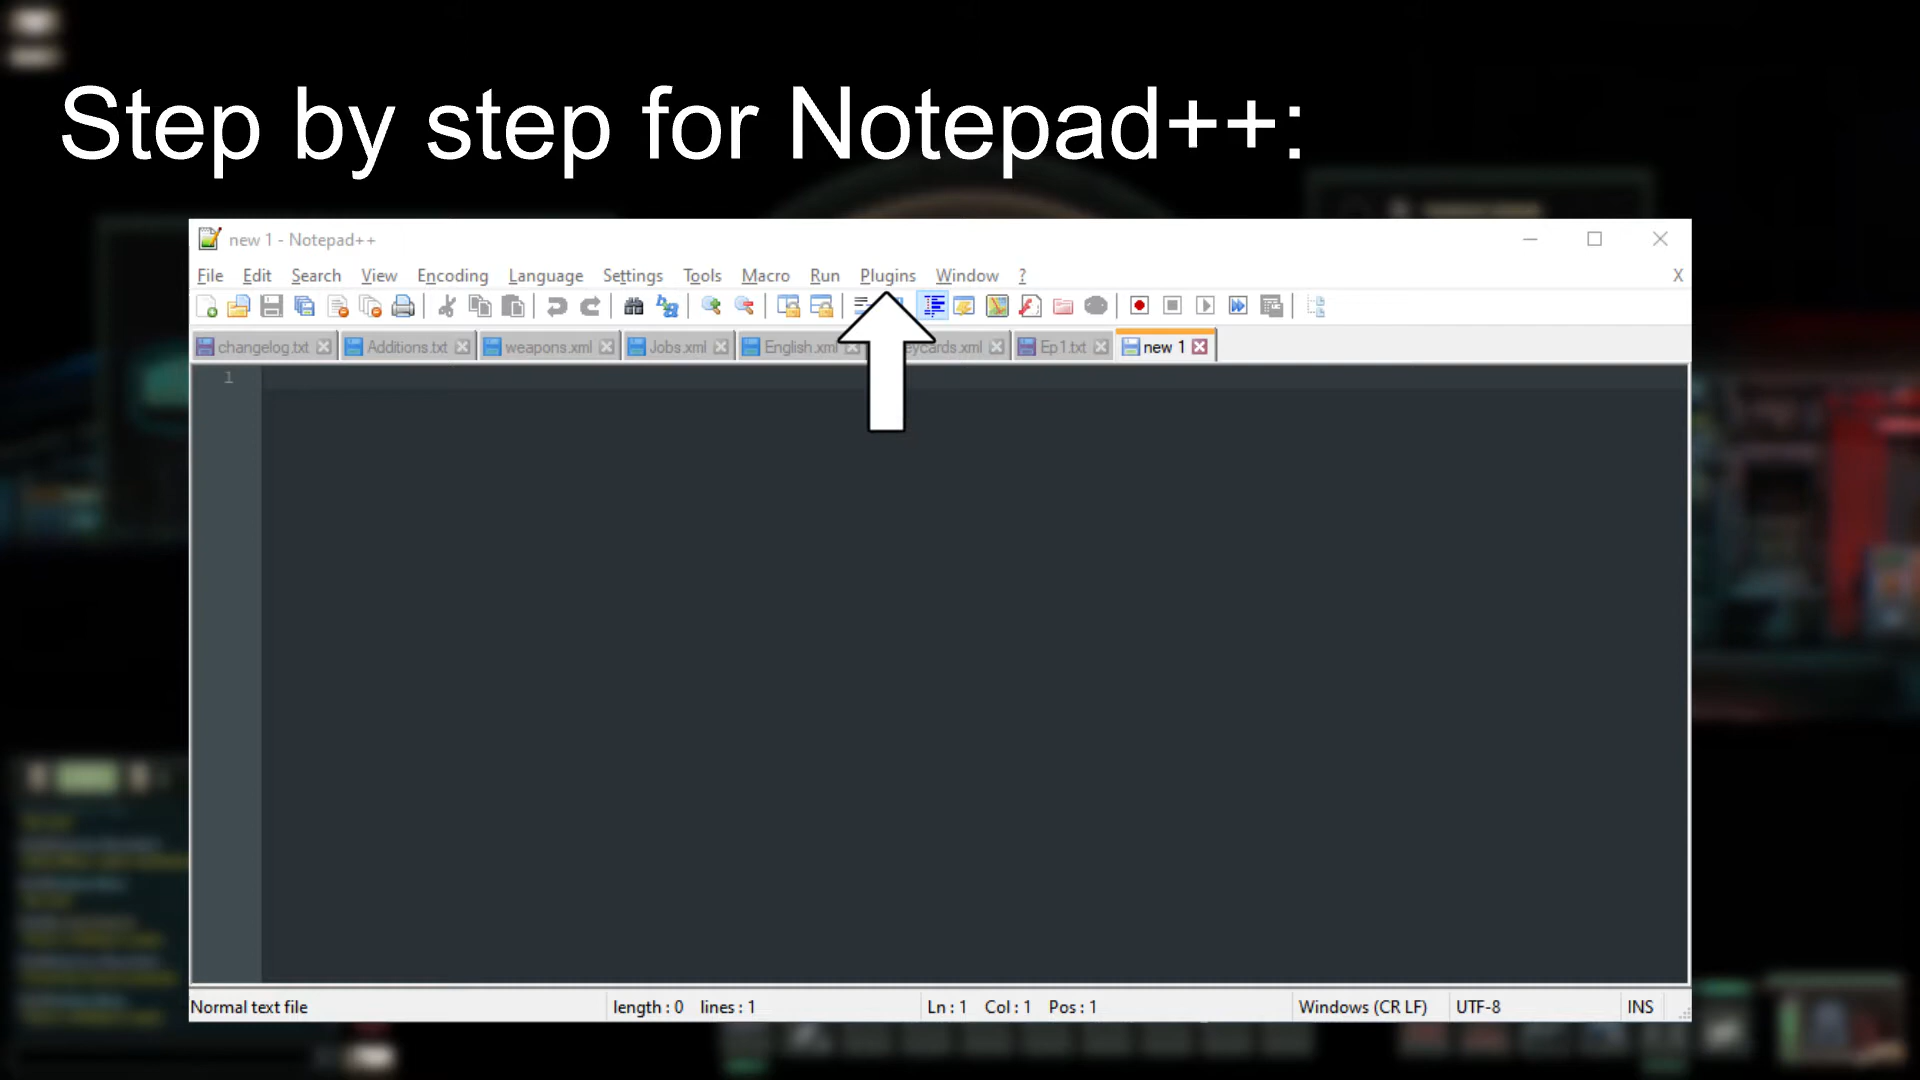 Step by step for Notepad++:
new 1 - Notepad++
File Edit Search View Encoding Language Settings Tools Macro Run Plugins Window ? X
changelog.txt Additions.txt weapons.xml Jobs.xml English.xml Ep1.txt new 1
1
Normal text file length : 0 lines : 1 Ln : 1 Col : 1 Pos : 1 Windows (CR LF) UTF-8 INS